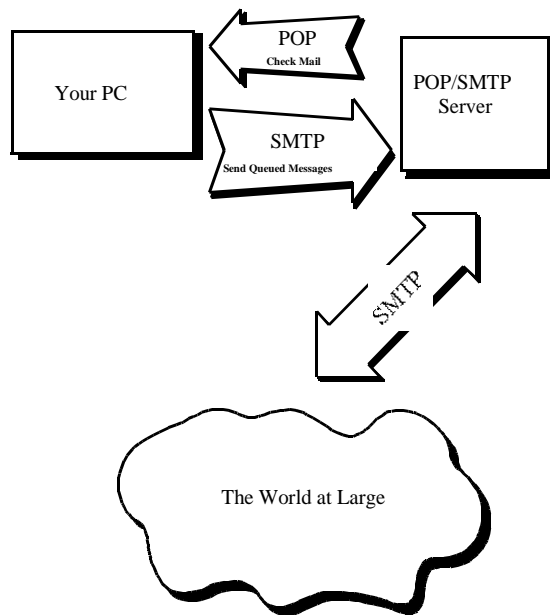 POP
Check Mail
Your PC
POP/SMTP
Server
SMTP
Send Queued Messages
SMTP
The World at Large